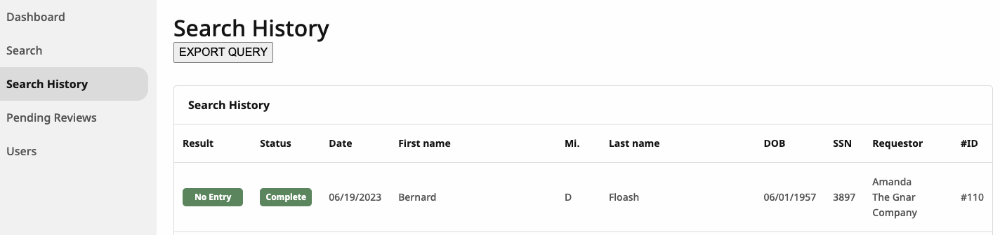 Dashboard
Search
Search History
Pending Reviews
Users
Search History
EXPORT QUERY
Search History
Result Status Date First name Mi. Last name DOB SSN Requestor #ID
No Entry Complete 06/19/2023 Bernard D Floash 06/01/1957 3897 Amanda #110
The Gnar
Company